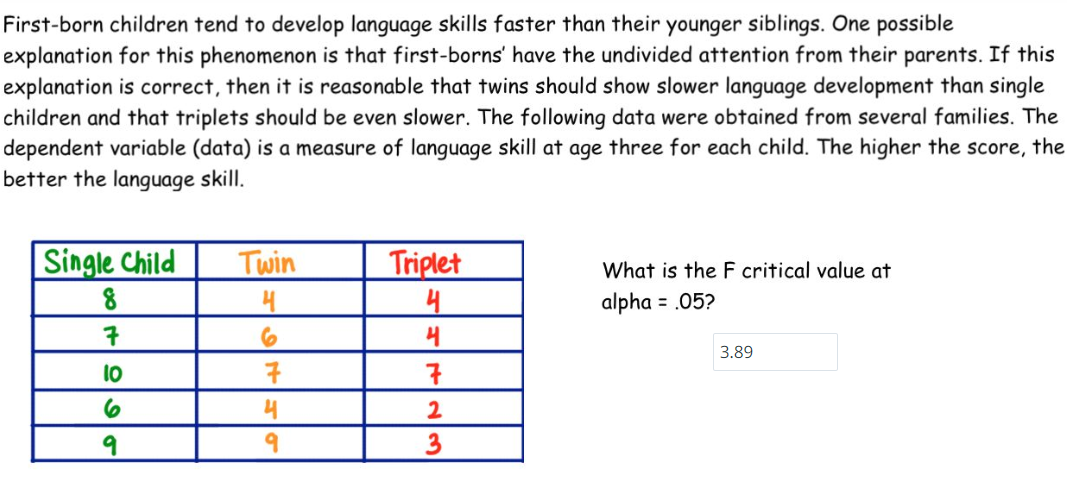 First-born children tend to develop language skills faster than their younger siblings. One possible
explanation for this phenomenon is that first-borns' have the undivided attention from their parents. If this
explanation is correct, then it is reasonable that twins should show slower language development than single
children and that triplets should be even slower. The following data were obtained from several families. The
dependent variable (data) is a measure of language skill at age three for each child. The higher the score, the
better the language skill.
Single Child Twin Triplet
8 4 4
7 6 4
10 7 7
6 4 2
9 9 3
What is the F critical value at
alpha = .05?
3.89